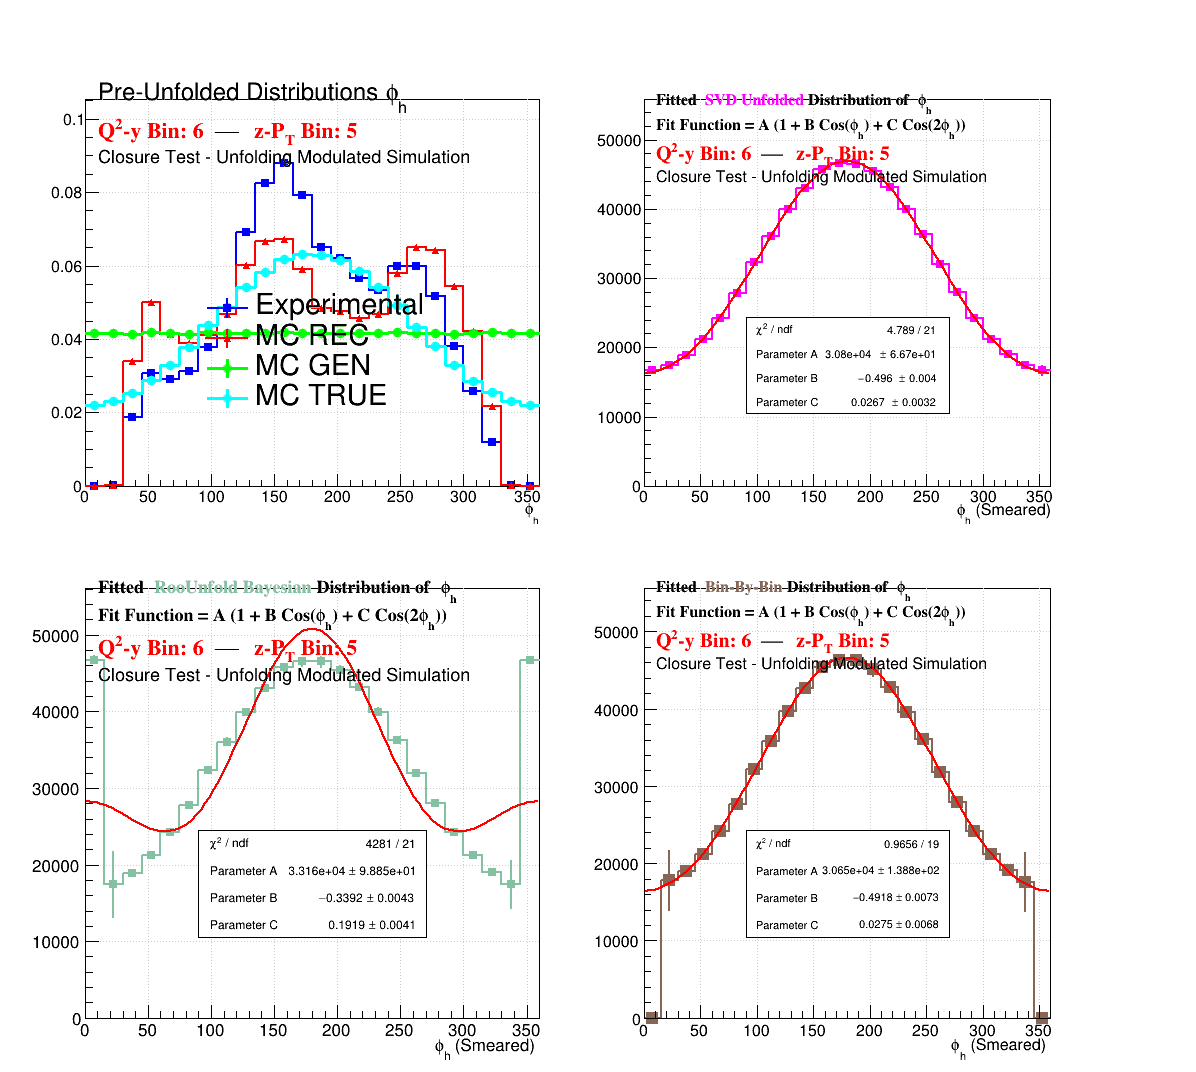 Pre-Unfolded Distributions ϕh
Q²-y Bin: 6 — z-PT Bin: 5
Closure Test - Unfolding Modulated Simulation
0.1
0.08
0.06
0.04
0.02
0
Experimental
MC REC
MC GEN
MC TRUE
0 50 100 150 200 250 300 350
ϕh
Fitted SVD Unfolded Distribution of ϕh
Fit Function = A (1 + B Cos(ϕh) + C Cos(2ϕh))
Q²-y Bin: 6 — z-PT Bin: 5
Closure Test - Unfolding Modulated Simulation
50000
40000
30000
20000
10000
0
χ² / ndf 4.789 / 21
Parameter A 3.08e+04 ± 6.67e+01
Parameter B −0.496 ± 0.004
Parameter C 0.0267 ± 0.0032
0 50 100 150 200 250 300 350
ϕh (Smeared)
Fitted RooUnfold Bayesian Distribution of ϕh
Fit Function = A (1 + B Cos(ϕh) + C Cos(2ϕh))
Q²-y Bin: 6 — z-PT Bin: 5
Closure Test - Unfolding Modulated Simulation
50000
40000
30000
20000
10000
0
χ² / ndf 4281 / 21
Parameter A 3.316e+04 ± 9.885e+01
Parameter B −0.3392 ± 0.0043
Parameter C 0.1919 ± 0.0041
0 50 100 150 200 250 300 350
ϕh (Smeared)
Fitted Bin-By-Bin Distribution of ϕh
Fit Function = A (1 + B Cos(ϕh) + C Cos(2ϕh))
Q²-y Bin: 6 — z-PT Bin: 5
Closure Test - Unfolding Modulated Simulation
50000
40000
30000
20000
10000
0
χ² / ndf 0.9656 / 19
Parameter A 3.065e+04 ± 1.388e+02
Parameter B −0.4918 ± 0.0073
Parameter C 0.0275 ± 0.0068
0 50 100 150 200 250 300 350
ϕh (Smeared)